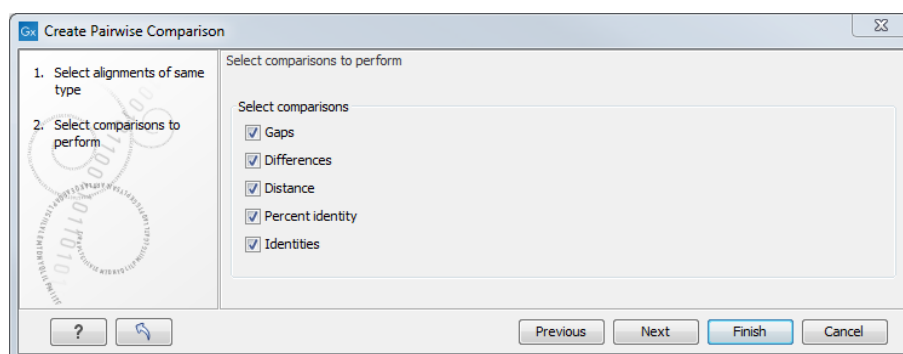 Gx Create Pairwise Comparison
1. Select alignments of same
type
2. Select comparisons to
perform
Select comparisons to perform
Select comparisons
Gaps
Differences
Distance
Percent identity
Identities
?
Previous
Next
Finish
Cancel